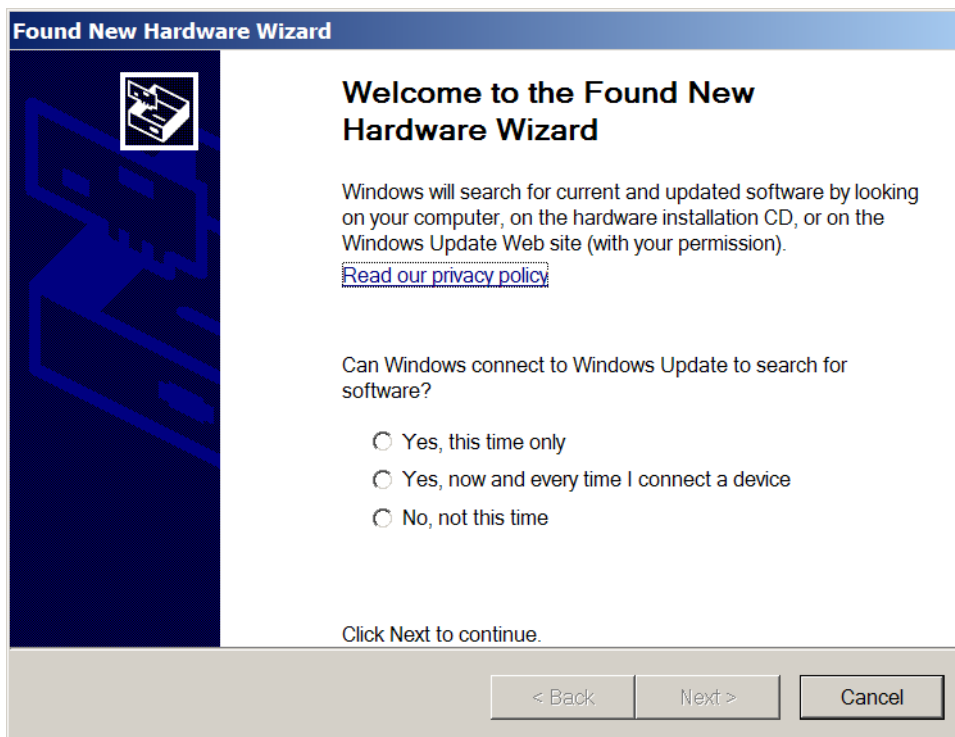 Found New Hardware Wizard
Welcome to the Found New
Hardware Wizard
Windows will search for current and updated software by looking
on your computer, on the hardware installation CD, or on the
Windows Update Web site (with your permission).
Read our privacy policy
Can Windows connect to Windows Update to search for
software?
Yes, this time only
Yes, now and every time I connect a device
No, not this time
Click Next to continue.
< Back
Next >
Cancel